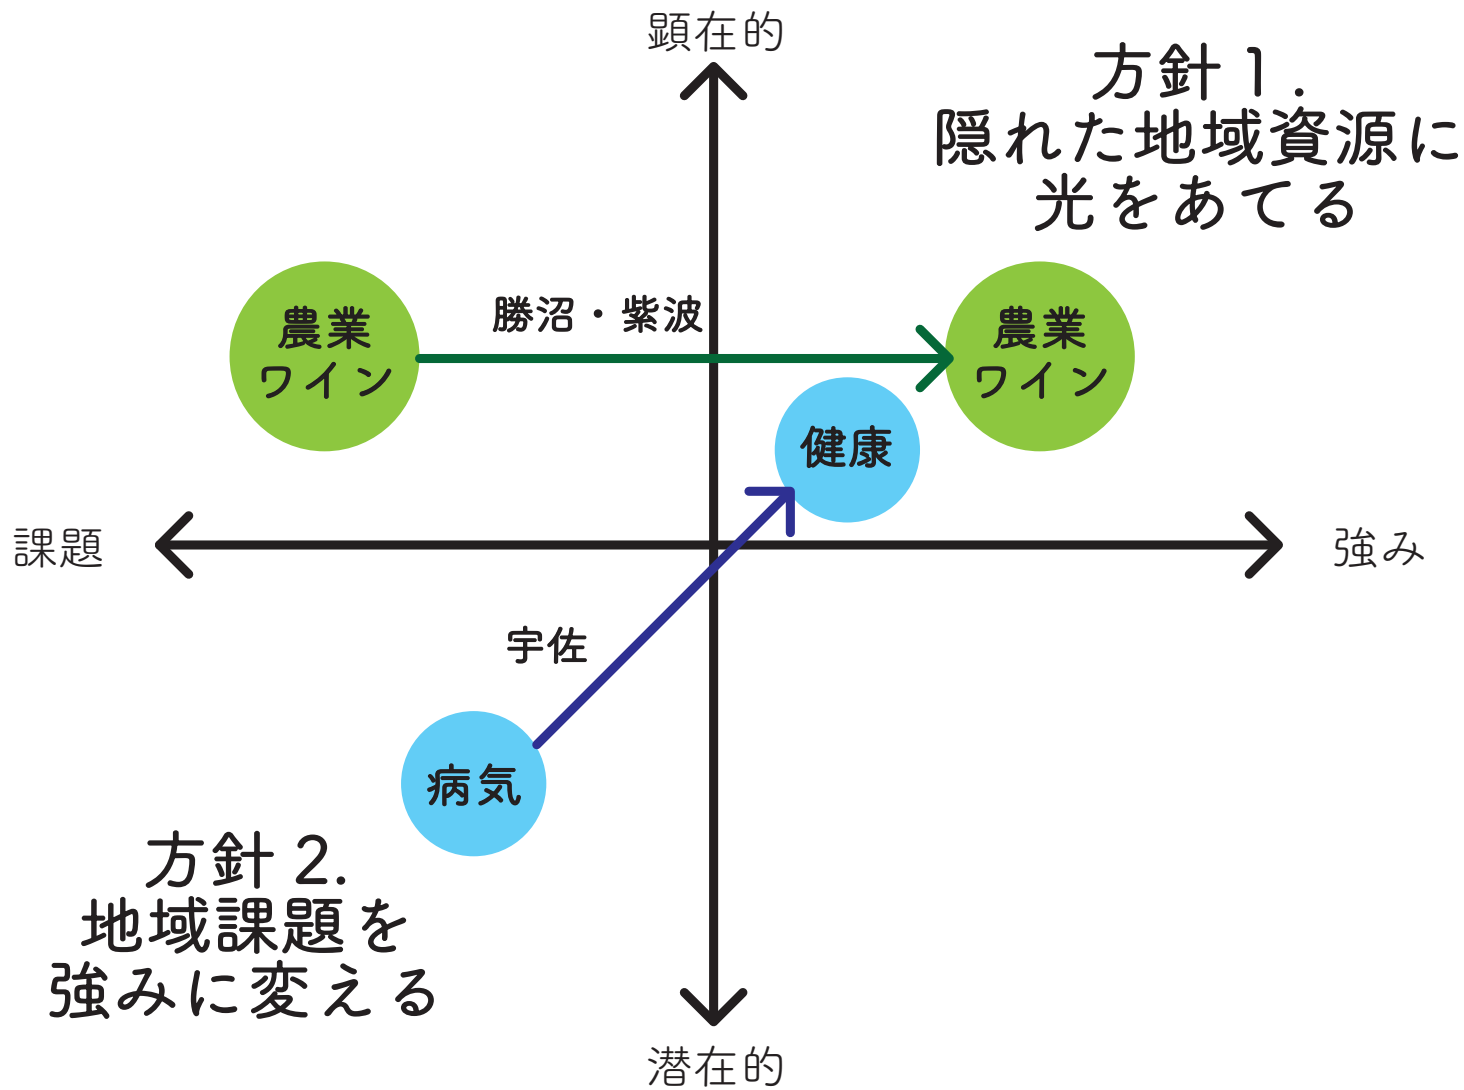 顕在的
方針1.
隠れた地域資源に
光をあてる
農業
ワイン
勝沼・紫波
農業
ワイン
健康
課題
強み
宇佐
病気
方針2.
地域課題を
強みに変える
潜在的